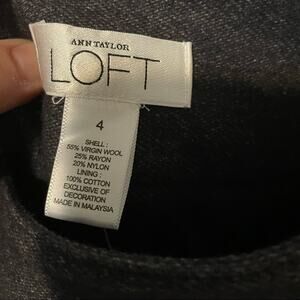 ANN TAYLOR
LOFT
4
SHELL :
55% VIRGIN WOOL
25% RAYON
20% NYLON
LINING :
100% COTTON
EXCLUSIVE OF
DECORATION
MADE IN MALAYSIA